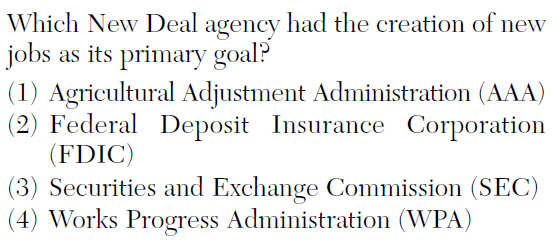 Which New Deal agency had the creation of new
jobs as its primary goal?
(1) Agricultural Adjustment Administration (AAA)
(2) Federal Deposit Insurance Corporation
(FDIC)
(3) Securities and Exchange Commission (SEC)
(4) Works Progress Administration (WPA)